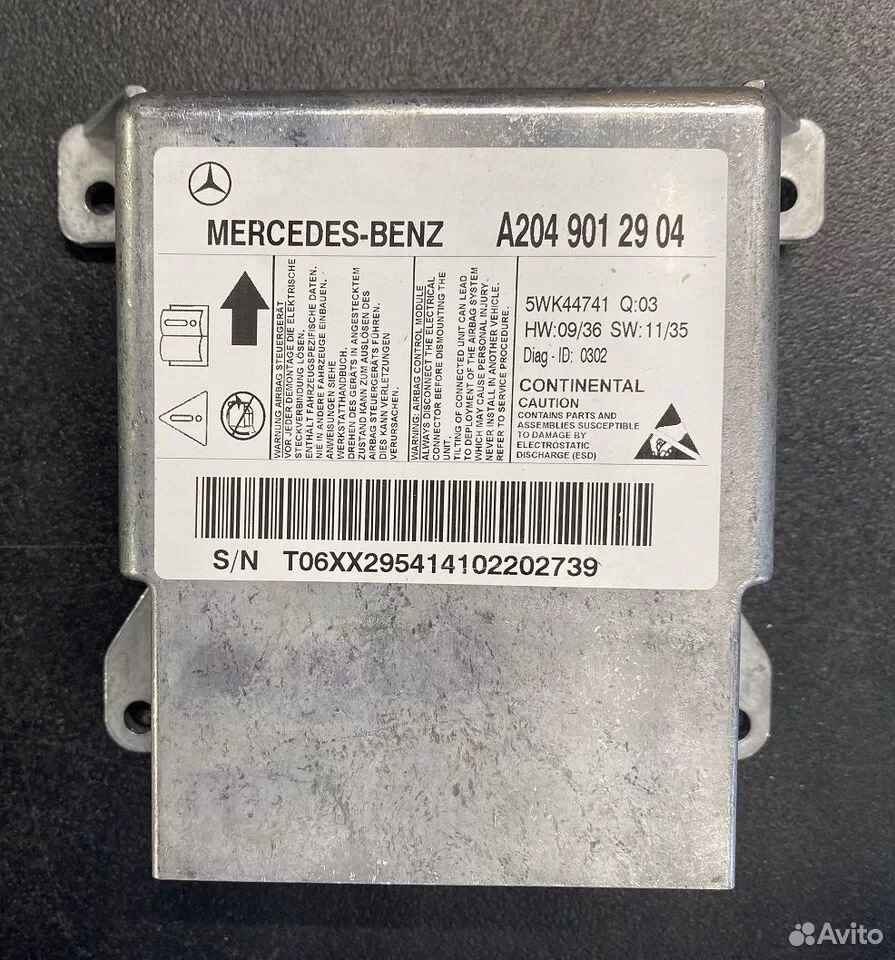 MERCEDES-BENZ A204 901 29 04
WARNUNG AIRBAG STEUERGERÄT
VOR JEDER DEMONTAGE DIE ELEKTRISCHE
STECKVERBINDUNG LÖSEN.
ENTHÄLT FAHRZEUGSPEZIFISCHE DATEN.
NIE IN ANDERE FAHRZEUGE EINBAUEN.
ANWEISUNGEN SIEHE
WERKSTATTHANDBUCH.
DREHEN DES GERÄTS IN ANGESTECKTEM
ZUSTAND KANN ZUM AUSLÖSEN DES
AIRBAG STEUERGERÄTS FÜHREN.
DIES KANN VERLETZUNGEN
VERURSACHEN.
WARNING: AIRBAG CONTROL MODULE
ALWAYS DISCONNECT THE ELECTRICAL
CONNECTOR BEFORE DISMOUNTING THE
UNIT.
TILTING OF CONNECTED UNIT CAN LEAD
TO DEPLOYMENT OF THE AIRBAG SYSTEM
WHICH MAY CAUSE PERSONAL INJURY.
NEVER INSTALL IN ANOTHER VEHICLE.
REFER TO SERVICE PROCEDURE.
5WK44741 Q:03
HW:09/36 SW:11/35
Diag - ID: 0302
CONTINENTAL
CAUTION
CONTAINS PARTS AND
ASSEMBLIES SUSCEPTIBLE
TO DAMAGE BY
ELECTROSTATIC
DISCHARGE (ESD)
S/N T06XX295414102202739
Avito